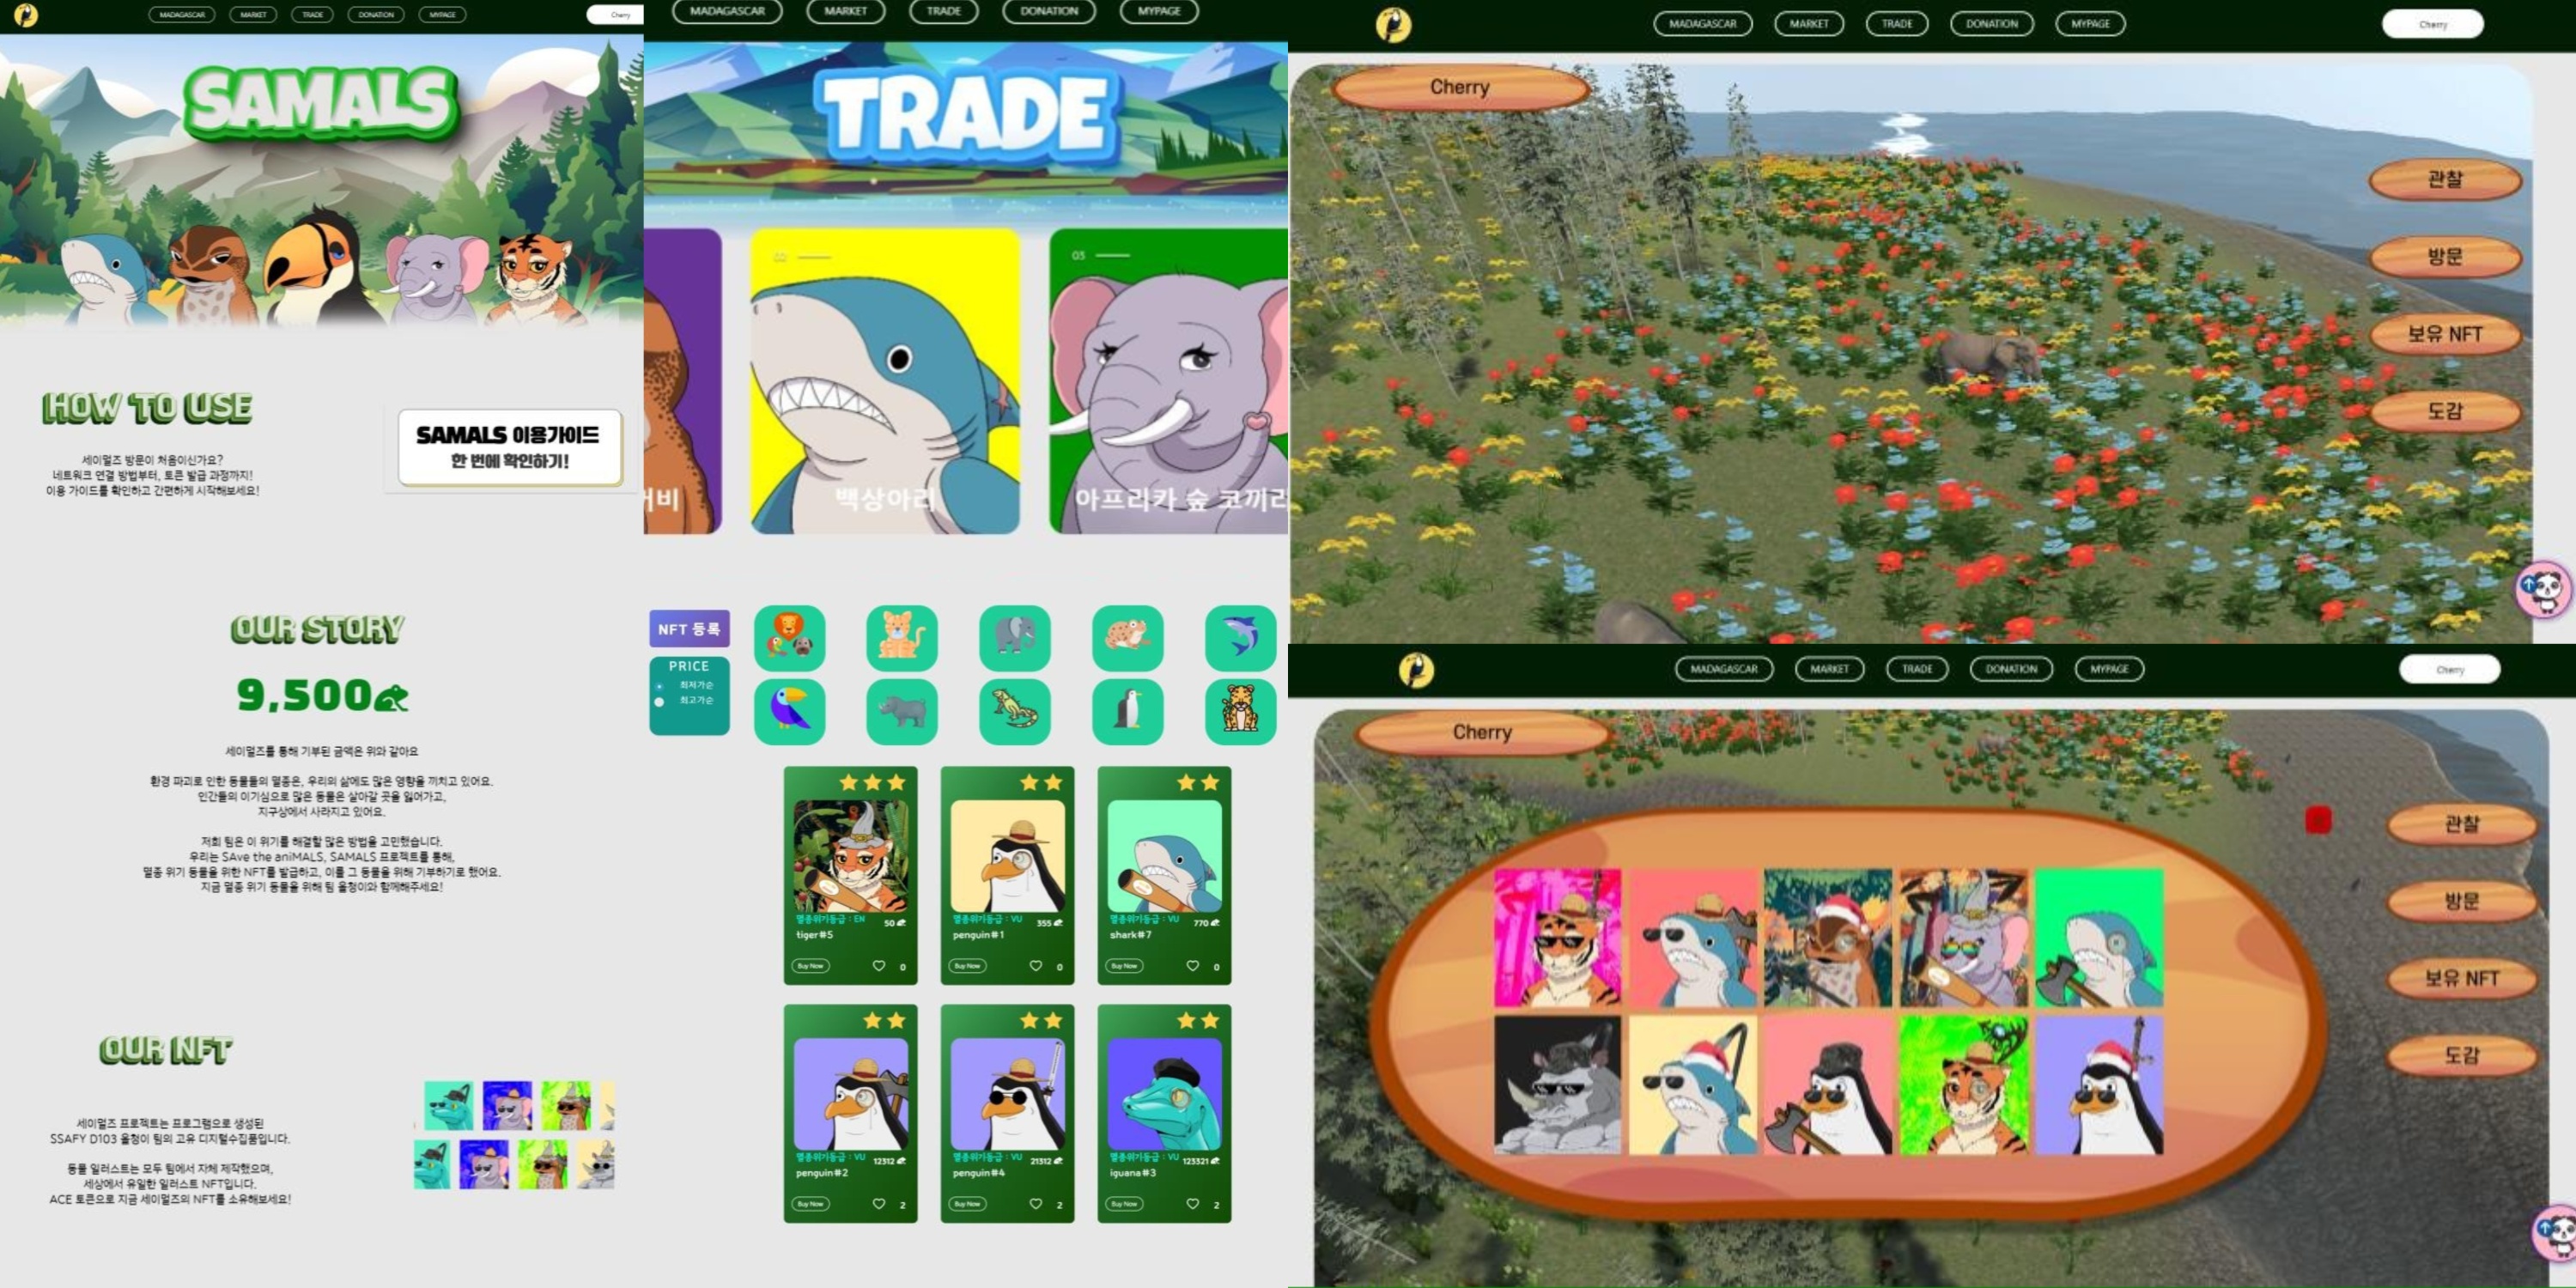 MADAGASCAR
MARKET
TRADE
DONATION
MYPAGE
Cherry
SAMALS
HOW TO USE
세이멀즈 방문이 처음이신가요?
네트워크 연결 방법부터, 토큰 발급 과정까지!
이용 가이드를 확인하고 간편하게 시작해보세요!
SAMALS 이용가이드
한 번에 확인하기!
OUR STORY
9,500
세이멀즈를 통해 기부된 금액은 위와 같아요
환경 파괴로 인한 동물들의 멸종은, 우리의 삶에도 많은 영향을 끼치고 있어요.
인간들의 이기심으로 많은 동물은 살아갈 곳을 잃어가고,
지구상에서 사라지고 있어요.
저희 팀은 이 위기를 해결할 많은 방법을 고민했습니다.
우리는 SAve the aniMALS, SAMALS 프로젝트를 통해,
멸종 위기 동물을 위한 NFT를 발급하고, 이를 그 동물을 위해 기부하기로 했어요.
지금 멸종 위기 동물을 위해 팀 올청이와 함께해주세요!
OUR NFT
세이멀즈 프로젝트는 프로그램으로 생성된
SSAFY D103 올청이 팀의 고유 디지털수집품입니다.
동물 일러스트는 모두 팀에서 자체 제작했으며,
세상에서 유일한 일러스트 NFT입니다.
ACE 토큰으로 지금 세이멀즈의 NFT를 소유해보세요!
MADAGASCAR
MARKET
TRADE
DONATION
MYPAGE
TRADE
02
03
꺼비
백상아리
아프리카 숲 코끼리
NFT 등록
PRICE
최저가순
최고가순
멸종위기등급 : EN 50
tiger#5
Buy Now 0
멸종위기등급 : VU 355
penguin#1
Buy Now 0
멸종위기등급 : VU 770
shark#7
Buy Now 0
멸종위기등급 : VU 12312
penguin#2
Buy Now 2
멸종위기등급 : VU 21312
penguin#4
Buy Now 2
멸종위기등급 : VU 123321
iguana#3
Buy Now 2
MADAGASCAR
MARKET
TRADE
DONATION
MYPAGE
Cherry
Cherry
관찰
방문
보유 NFT
도감
MADAGASCAR
MARKET
TRADE
DONATION
MYPAGE
Cherry
Cherry
관찰
방문
보유 NFT
도감